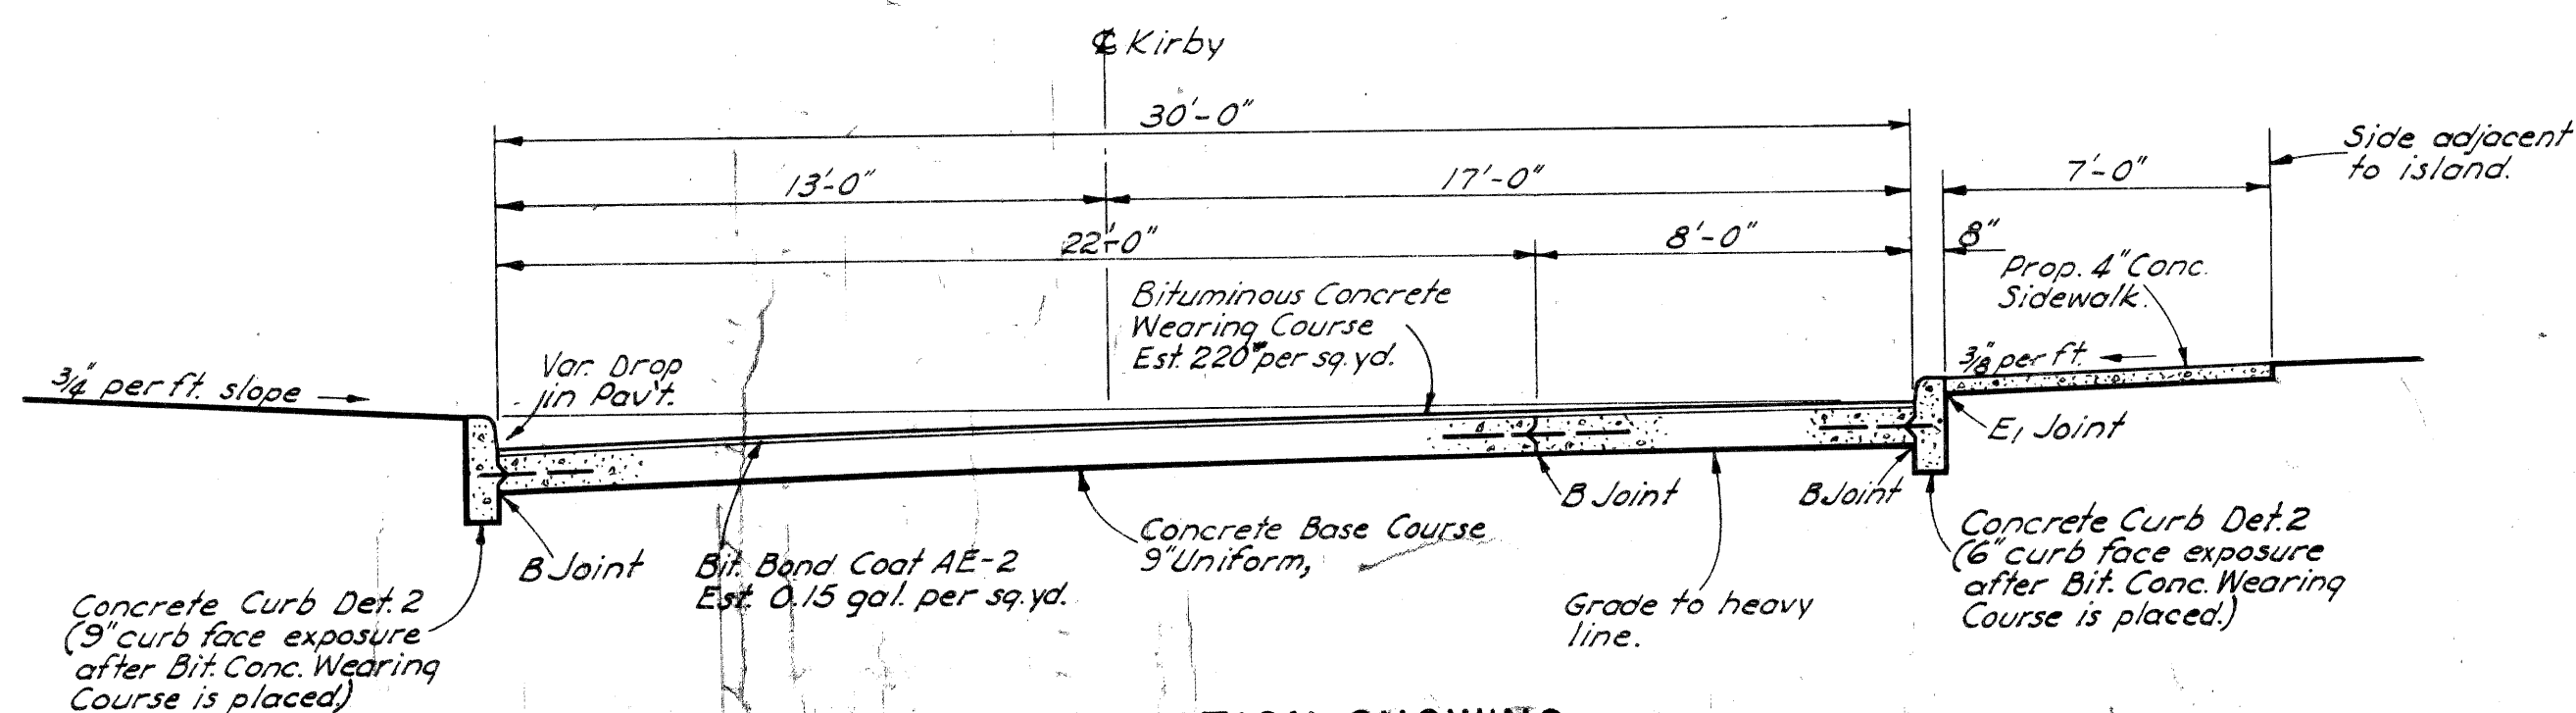 ℄ Kirby
30'-0"
13'-0"
17'-0"
7'-0"
Side adjacent
to island.
22'-0"
8'-0"
8"
Prop. 4" Conc.
Sidewalk.
Bituminous Concrete
Wearing Course
Est. 220# per sq. yd.
3/8" per ft.
Var. Drop
in Pav't.
3/4" per ft. slope
E1 Joint
B Joint
B Joint
B Joint
Concrete Base Course
9" Uniform,
Bit. Bond Coat AE-2
Est. 0.15 gal. per sq. yd.
Grade to heavy
line.
Concrete Curb Det. 2
(6" curb face exposure
after Bit. Conc. Wearing
Course is placed.)
Concrete Curb Det. 2
(9" curb face exposure
after Bit. Conc. Wearing
Course is placed.)